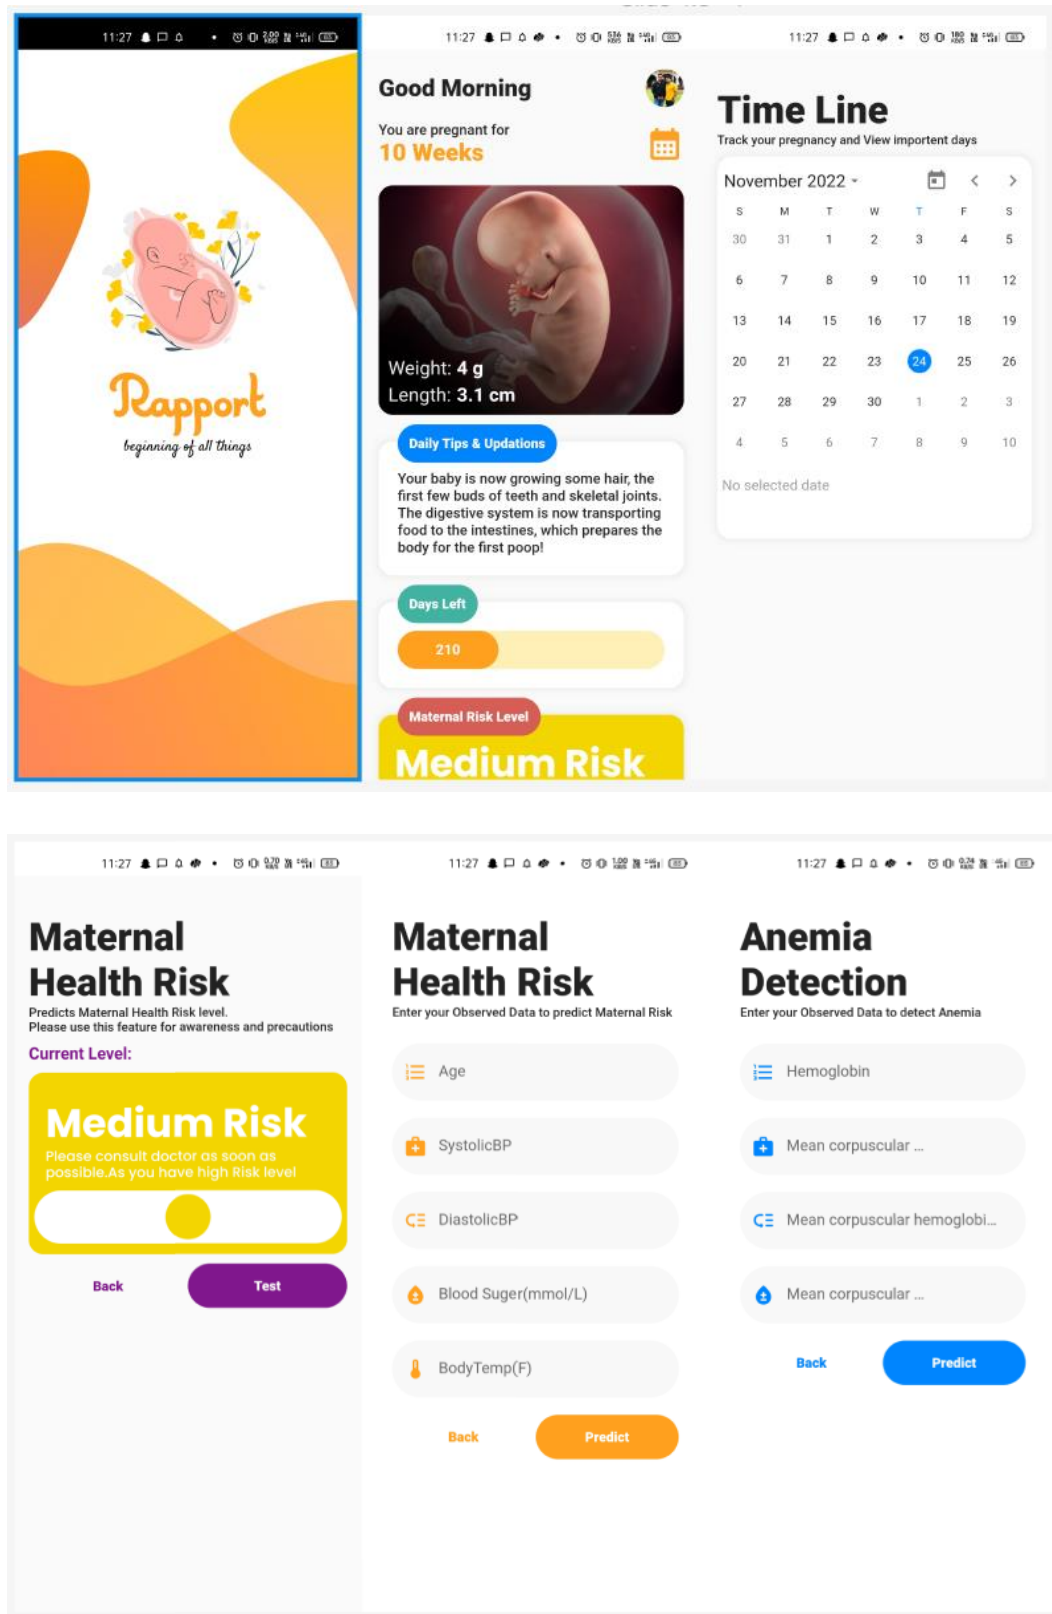 11:27
Rapport
beginning of all things
11:27
Good Morning
You are pregnant for
10 Weeks
Weight: 4 g
Length: 3.1 cm
Daily Tips & Updations
Your baby is now growing some hair, the
first few buds of teeth and skeletal joints.
The digestive system is now transporting
food to the intestines, which prepares the
body for the first poop!
Days Left
210
Maternal Risk Level
Medium Risk
11:27
Time Line
Track your pregnancy and View importent days
November 2022
S M T W T F S
30 31 1 2 3 4 5
6 7 8 9 10 11 12
13 14 15 16 17 18 19
20 21 22 23 24 25 26
27 28 29 30 1 2 3
4 5 6 7 8 9 10
No selected date
11:27
Maternal
Health Risk
Predicts Maternal Health Risk level.
Please use this feature for awareness and precautions
Current Level:
Medium Risk
Please consult doctor as soon as
possible.As you have high Risk level
Back Test
11:27
Maternal
Health Risk
Enter your Observed Data to predict Maternal Risk
Age
SystolicBP
DiastolicBP
Blood Suger(mmol/L)
BodyTemp(F)
Back Predict
11:27
Anemia
Detection
Enter your Observed Data to detect Anemia
Hemoglobin
Mean corpuscular ...
Mean corpuscular hemoglobi...
Mean corpuscular ...
Back Predict